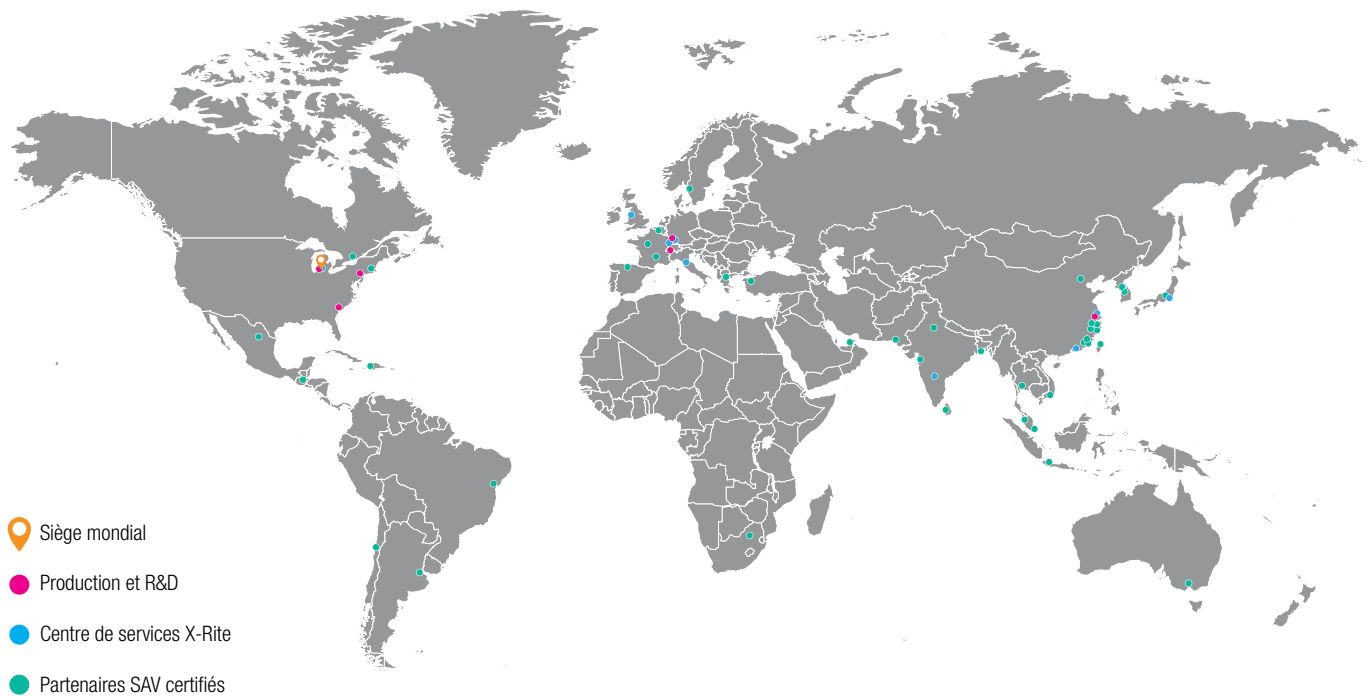 Siège mondial
Production et R&D
Centre de services X-Rite
Partenaires SAV certifiés